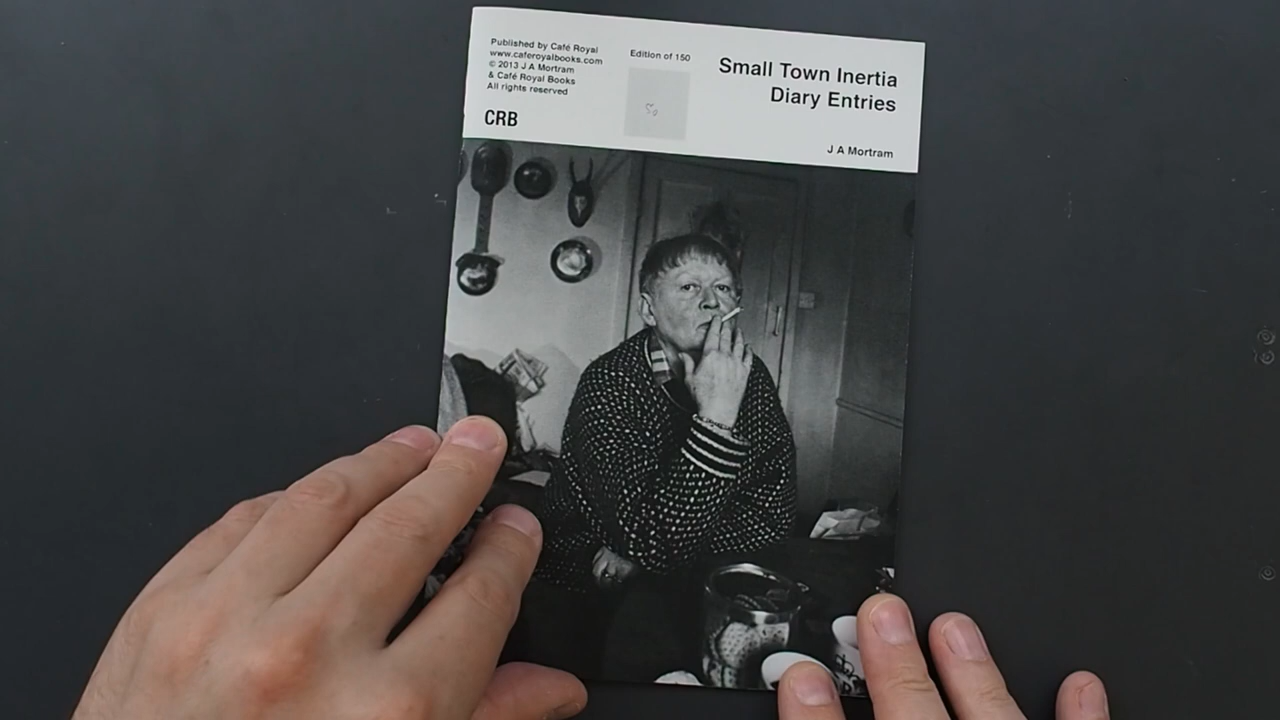 Published by Café Royal
www.caferoyalbooks.com
© 2013 J A Mortram
& Café Royal Books
All rights reserved
CRB
Edition of 150
50
Small Town Inertia
Diary Entries
J A Mortram